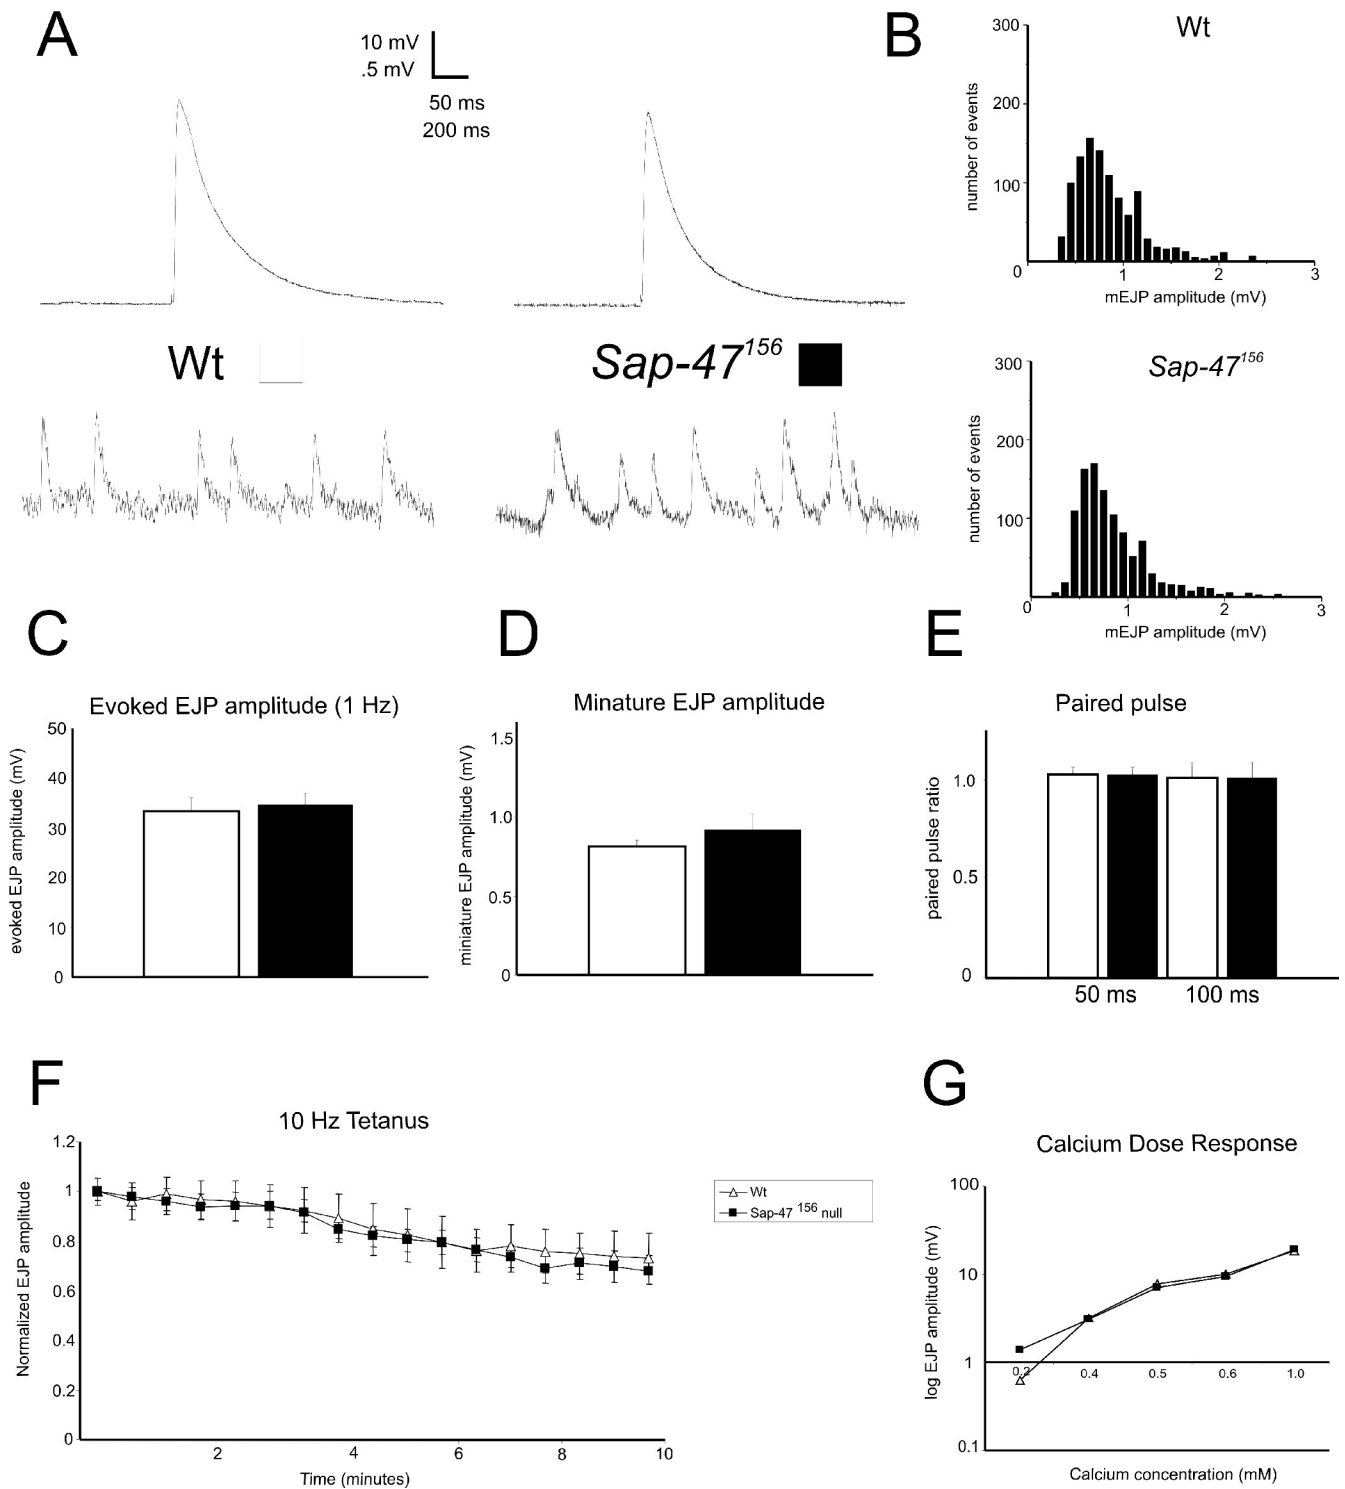 A
10 mV
.5 mV
50 ms
200 ms
Wt
Sap-47^156
B
Wt
300
200
100
0
1
2
3
number of events
mEJP amplitude (mV)
Sap-47^156
300
200
100
0
1
2
3
number of events
mEJP amplitude (mV)
C
Evoked EJP amplitude (1 Hz)
50
40
30
20
10
0
evoked EJP amplitude (mV)
D
Minature EJP amplitude
1.5
1.0
0.5
0
miniature EJP amplitude (mV)
E
Paired pulse
1.0
0.5
0
paired pulse ratio
50 ms
100 ms
F
10 Hz Tetanus
1.2
1
0.8
0.6
0.4
0.2
0
Normalized EJP amplitude
2
4
6
8
10
Time (minutes)
Wt
Sap-47 156 null
G
Calcium Dose Response
100
10
1
0.1
log EJP amplitude (mV)
0.2
0.4
0.5
0.6
1.0
Calcium concentration (mM)